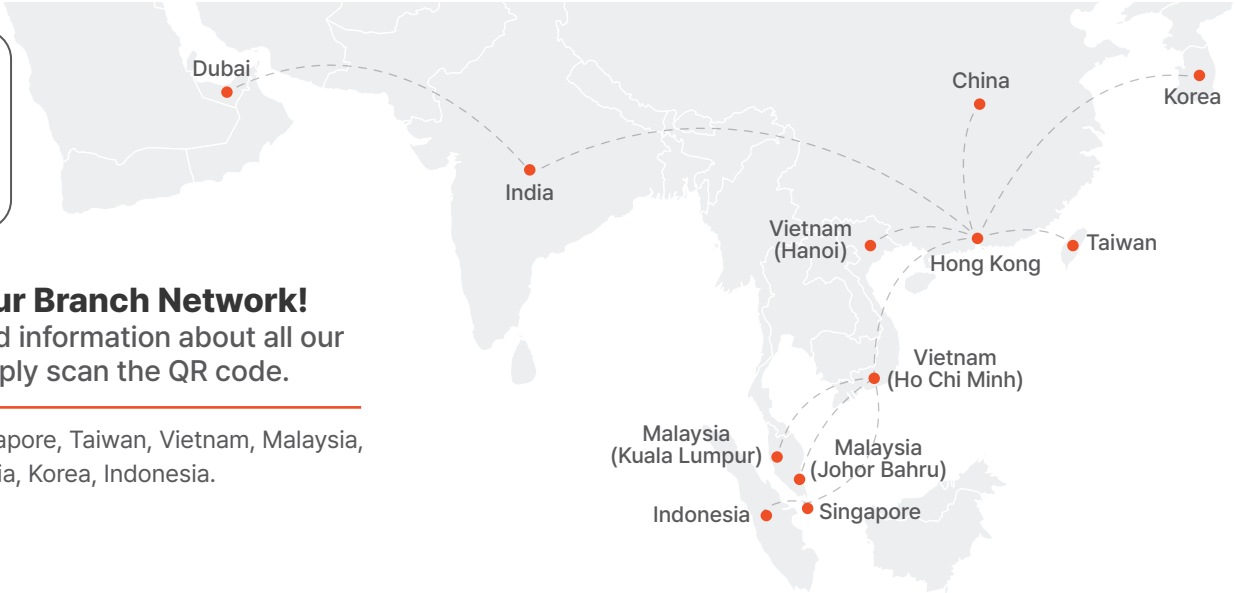 Dubai
China
Korea
India
Vietnam
(Hanoi)
Taiwan
Hong Kong
ur Branch Network!
d information about all our
ply scan the QR code.
Vietnam
(Ho Chi Minh)
apore, Taiwan, Vietnam, Malaysia,
ia, Korea, Indonesia.
Malaysia
(Kuala Lumpur)
Malaysia
(Johor Bahru)
Indonesia
Singapore